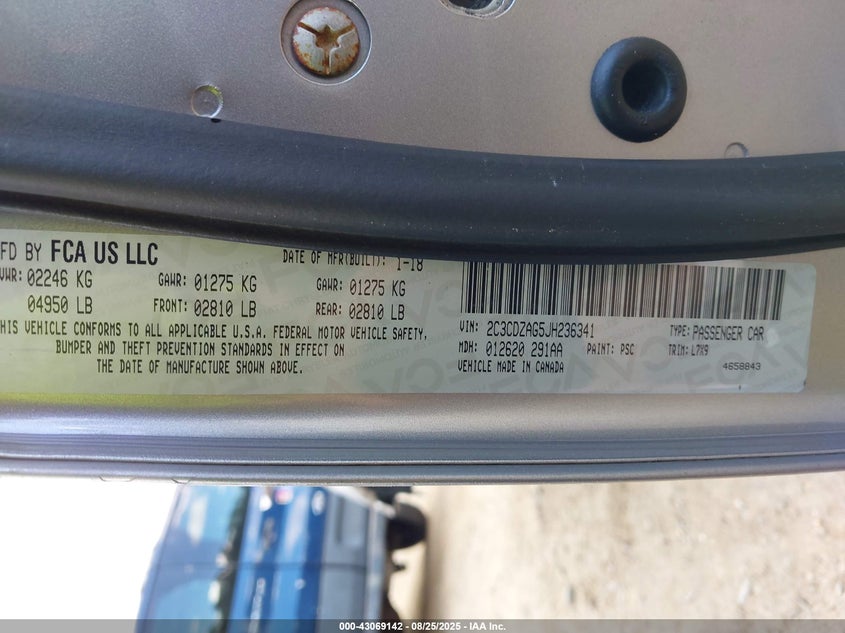 FD BY FCA US LLC
DATE OF MFR(BUILT): 1-18
VWR: 02246 KG
GAWR: 01275 KG
GAWR: 01275 KG
04950 LB
FRONT: 02810 LB
REAR: 02810 LB
HIS VEHICLE CONFORMS TO ALL APPLICABLE U.S.A. FEDERAL MOTOR VEHICLE SAFETY,
BUMPER AND THEFT PREVENTION STANDARDS IN EFFECT ON
THE DATE OF MANUFACTURE SHOWN ABOVE.
VIN: 2C3CDZAG5JH236341
TYPE: PASSENGER CAR
MDH: 012620 291AA
PAINT: PSC
TRIM: L7X9
VEHICLE MADE IN CANADA
4658843
000-43069142 - 08/25/2025 - IAA Inc.